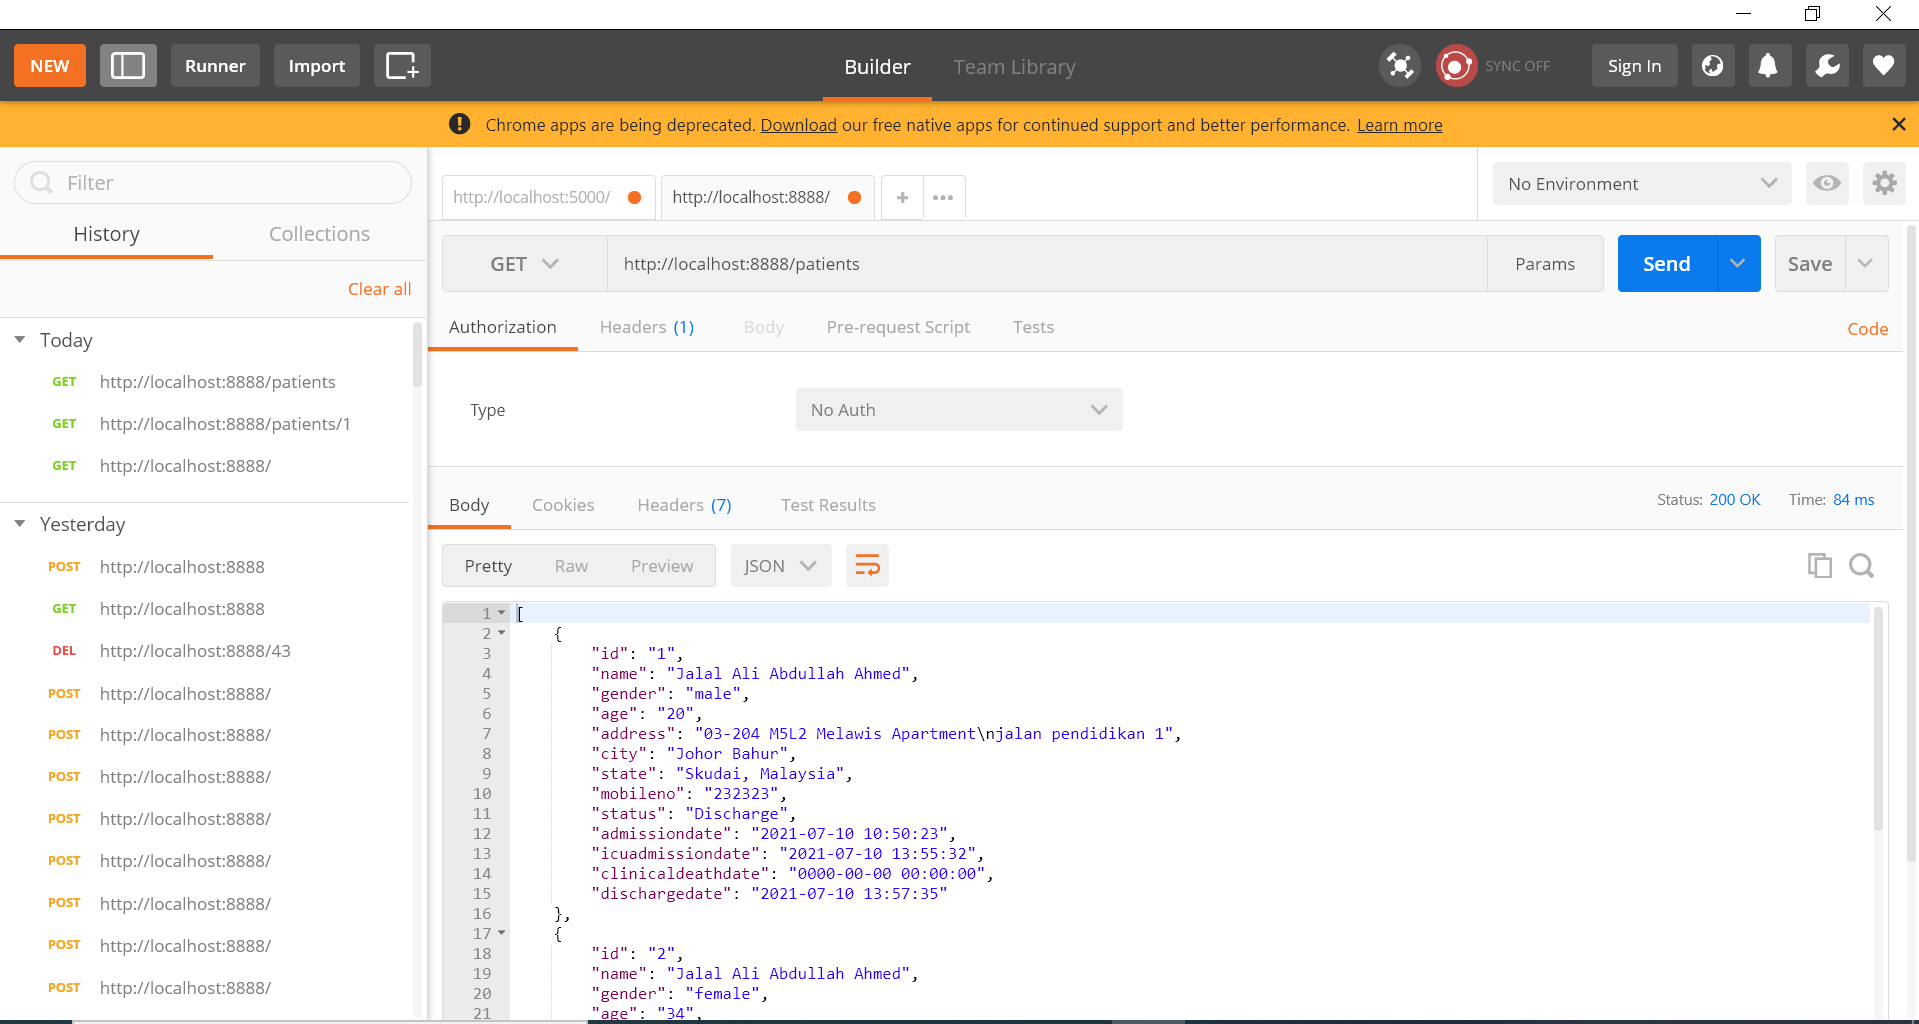 NEW Runner Import Builder Team Library SYNC OFF Sign In
Chrome apps are being deprecated. Download our free native apps for continued support and better performance. Learn more
Filter
History Collections
Clear all
Today
GET http://localhost:8888/patients
GET http://localhost:8888/patients/1
GET http://localhost:8888/
Yesterday
POST http://localhost:8888
GET http://localhost:8888
DEL http://localhost:8888/43
POST http://localhost:8888/
POST http://localhost:8888/
POST http://localhost:8888/
POST http://localhost:8888/
POST http://localhost:8888/
POST http://localhost:8888/
POST http://localhost:8888/
POST http://localhost:8888/
http://localhost:5000/ http://localhost:8888/ + ••• No Environment
GET http://localhost:8888/patients Params Send Save
Authorization Headers (1) Body Pre-request Script Tests Code
Type No Auth
Body Cookies Headers (7) Test Results Status: 200 OK Time: 84 ms
Pretty Raw Preview JSON
1 [
2 {
3 "id": "1",
4 "name": "Jalal Ali Abdullah Ahmed",
5 "gender": "male",
6 "age": "20",
7 "address": "03-204 M5L2 Melawis Apartment\njalan pendidikan 1",
8 "city": "Johor Bahur",
9 "state": "Skudai, Malaysia",
10 "mobileno": "232323",
11 "status": "Discharge",
12 "admissiondate": "2021-07-10 10:50:23",
13 "icuadmissiondate": "2021-07-10 13:55:32",
14 "clinicaldeathdate": "0000-00-00 00:00:00",
15 "dischargedate": "2021-07-10 13:57:35"
16 },
17 {
18 "id": "2",
19 "name": "Jalal Ali Abdullah Ahmed",
20 "gender": "female",
21 "age": "34",